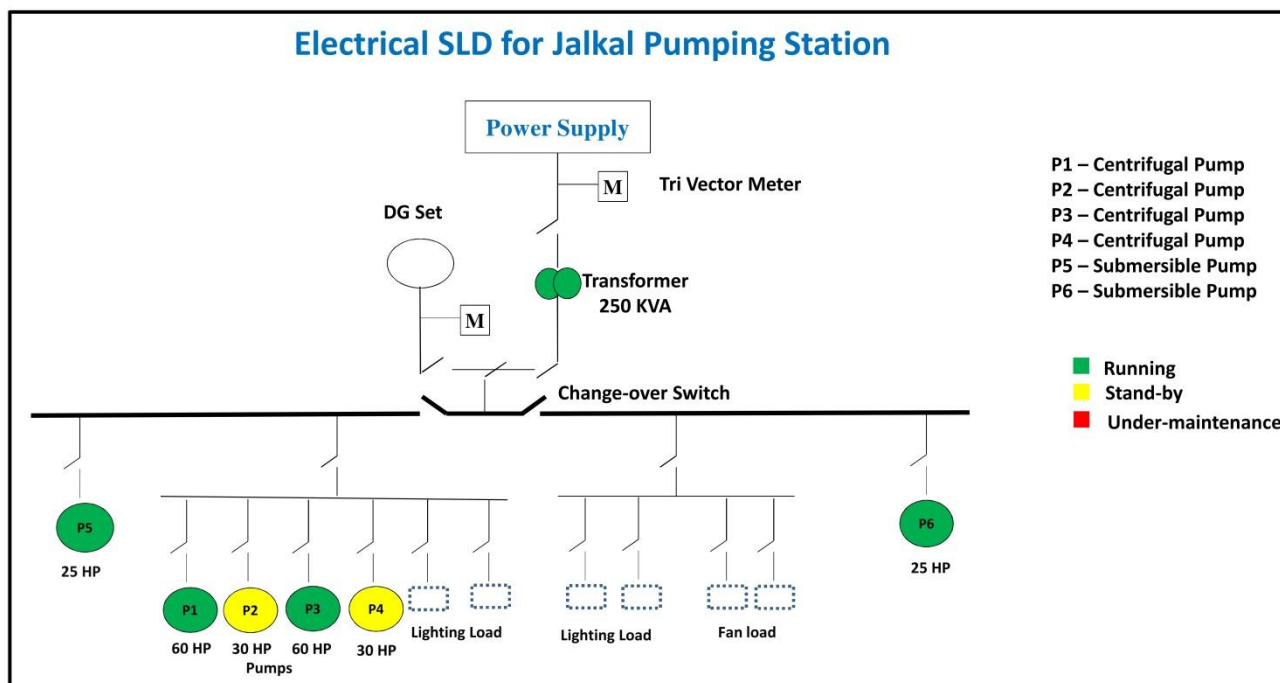 Electrical SLD for Jalkal Pumping Station
Power Supply
M
Tri Vector Meter
DG Set
Transformer
250 KVA
M
Change-over Switch
P1 – Centrifugal Pump
P2 – Centrifugal Pump
P3 – Centrifugal Pump
P4 – Centrifugal Pump
P5 – Submersible Pump
P6 – Submersible Pump
Running
Stand-by
Under-maintenance
P5
25 HP
P6
25 HP
P1
P2
P3
P4
60 HP
30 HP
60 HP
30 HP
Pumps
Lighting Load
Lighting Load
Fan load